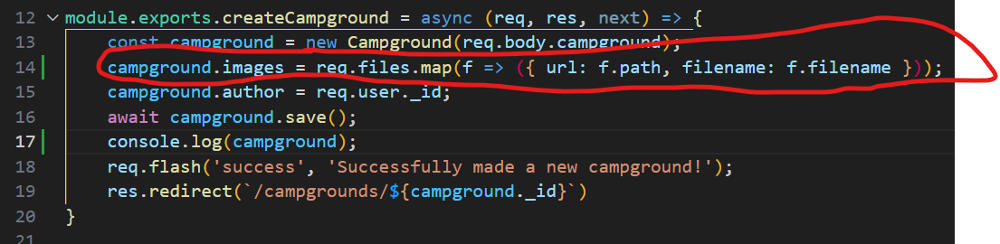 12 module.exports.createCampground = async (req, res, next) => {
13 const campground = new Campground(req.body.campground);
14 campground.images = req.files.map(f => ({ url: f.path, filename: f.filename }));
15 campground.author = req.user._id;
16 await campground.save();
17 console.log(campground);
18 req.flash('success', 'Successfully made a new campground!');
19 res.redirect(`/campgrounds/${campground._id}`)
20 }
21